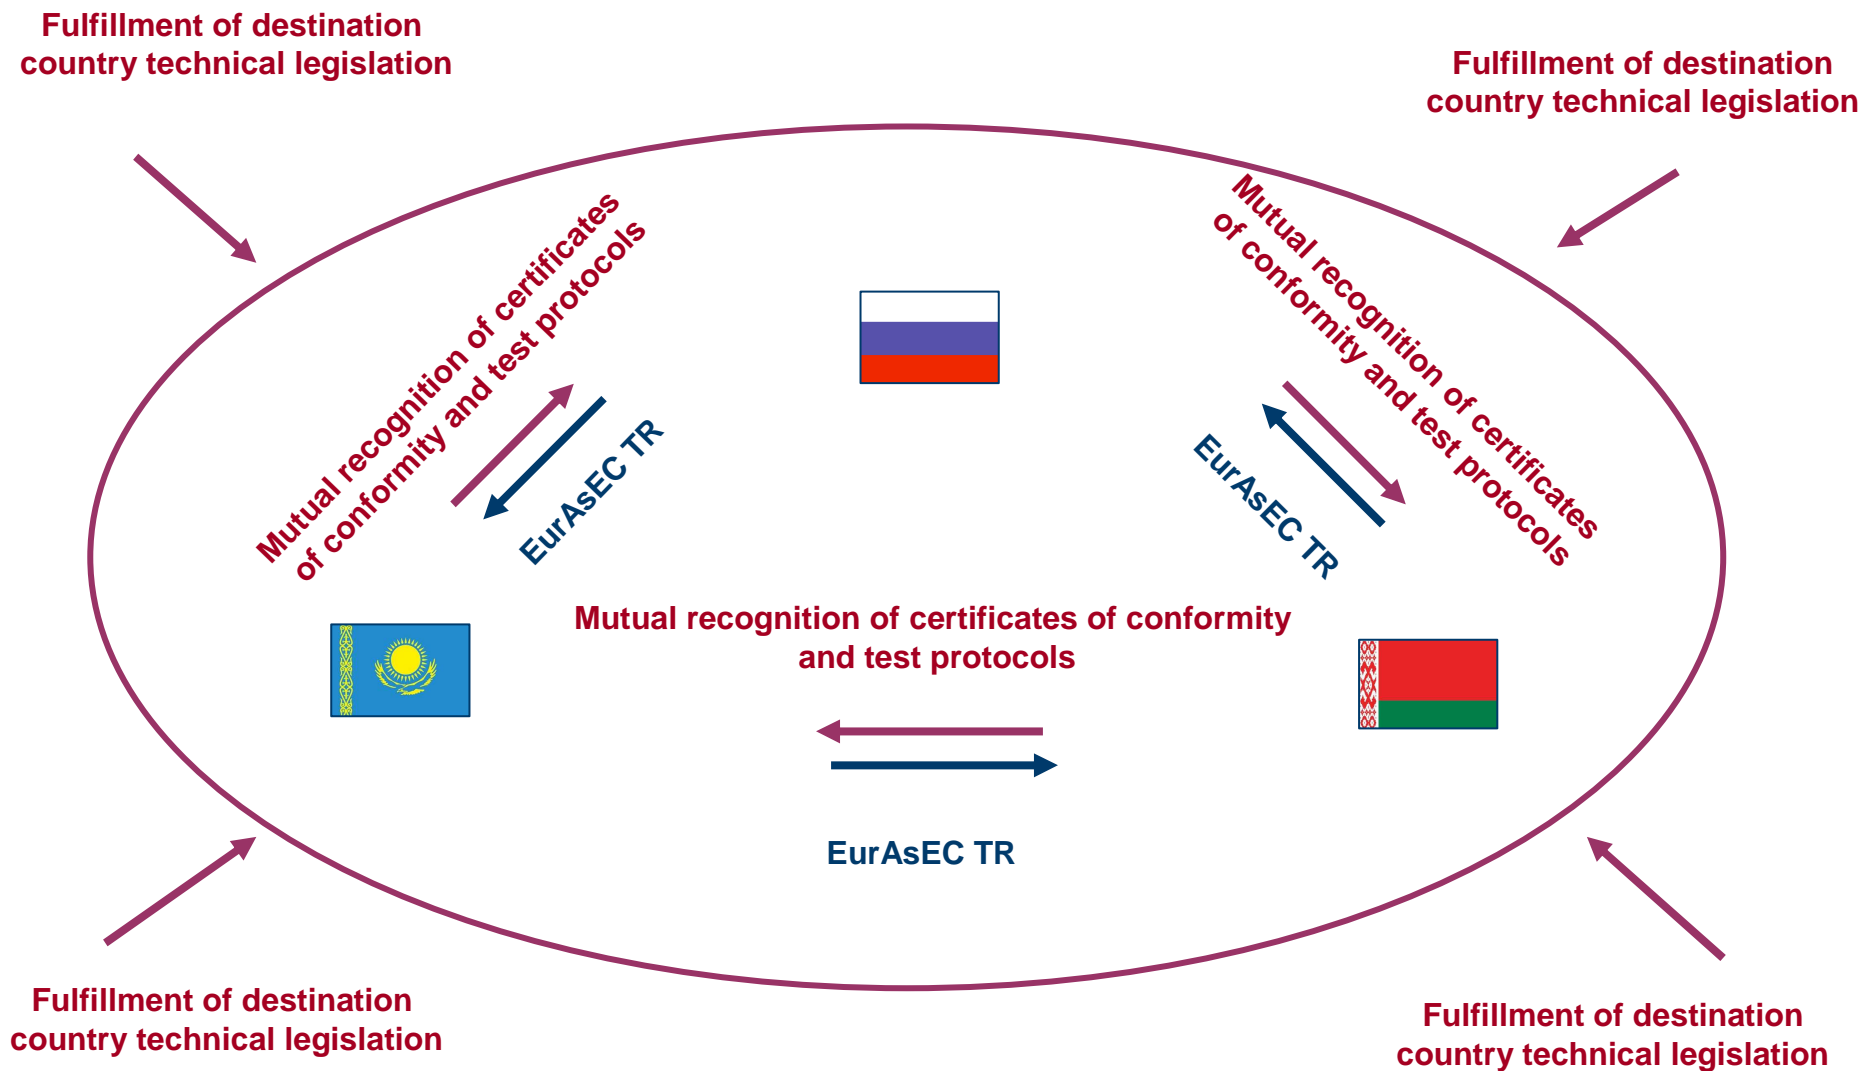 Fulfillment of destination
country technical legislation
Fulfillment of destination
country technical legislation
Mutual recognition of certificates
of conformity and test protocols
EurAsEC TR
Mutual recognition of certificates
of conformity and test protocols
EurAsEC TR
Mutual recognition of certificates of conformity
and test protocols
EurAsEC TR
Fulfillment of destination
country technical legislation
Fulfillment of destination
country technical legislation